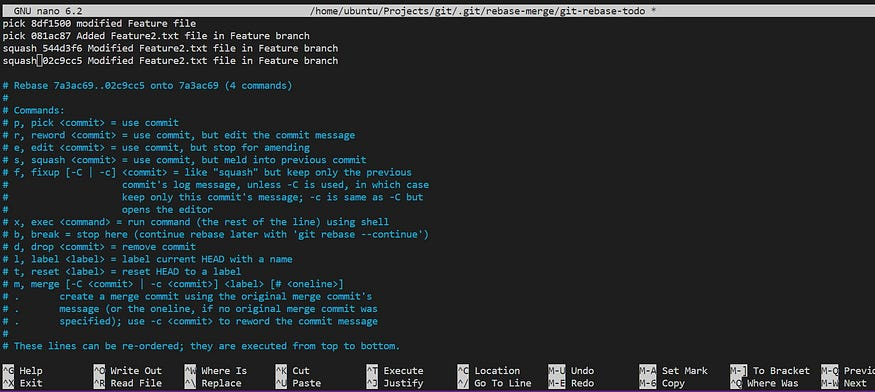 GNU nano 6.2 /home/ubuntu/Projects/git/.git/rebase-merge/git-rebase-todo *
pick 8df1500 modified Feature file
pick 081ac87 Added Feature2.txt file in Feature branch
squash 544d3f6 Modified Feature2.txt file in Feature branch
squash 02c9cc5 Modified Feature2.txt file in Feature branch
# Rebase 7a3ac69..02c9cc5 onto 7a3ac69 (4 commands)
#
# Commands:
# p, pick <commit> = use commit
# r, reword <commit> = use commit, but edit the commit message
# e, edit <commit> = use commit, but stop for amending
# s, squash <commit> = use commit, but meld into previous commit
# f, fixup [-C | -c] <commit> = like "squash" but keep only the previous
# commit's log message, unless -C is used, in which case
# keep only this commit's message; -c is same as -C but
# opens the editor
# x, exec <command> = run command (the rest of the line) using shell
# b, break = stop here (continue rebase later with 'git rebase --continue')
# d, drop <commit> = remove commit
# l, label <label> = label current HEAD with a name
# t, reset <label> = reset HEAD to a label
# m, merge [-C <commit> | -c <commit>] <label> [# <oneline>]
# . create a merge commit using the original merge commit's
# . message (or the oneline, if no original merge commit was
# . specified); use -c <commit> to reword the commit message
#
# These lines can be re-ordered; they are executed from top to bottom.
^G Help ^O Write Out ^W Where Is ^K Cut ^T Execute ^C Location M-U Undo M-A Set Mark M-] To Bracket M-Q Previo
^X Exit ^R Read File ^\ Replace ^U Paste ^J Justify ^/ Go To Line M-E Redo M-6 Copy ^Q Where Was M-W Next